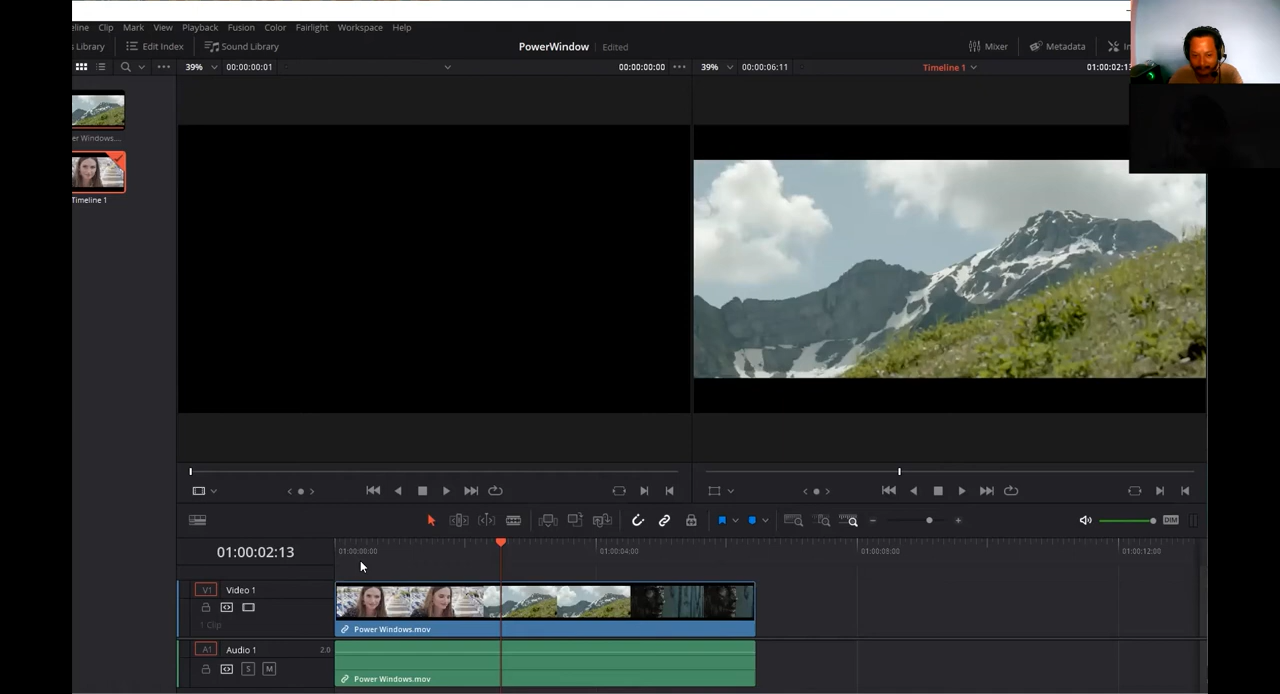 eline Clip Mark View Playback Fusion Color Fairlight Workspace Help
s Library Edit Index Sound Library PowerWindow Edited Mixer Metadata In
39% 00:00:00:01 00:00:00:00 39% 00:00:06:11 Timeline 1 01:00:02:13
er Windows....
Timeline 1
DIM
01:00:02:13 01:00:00:00 01:00:04:00 01:00:08:00 01:00:12:00
V1 Video 1
1 Clip
Power Windows.mov
A1 Audio 1 2.0
S M
Power Windows.mov